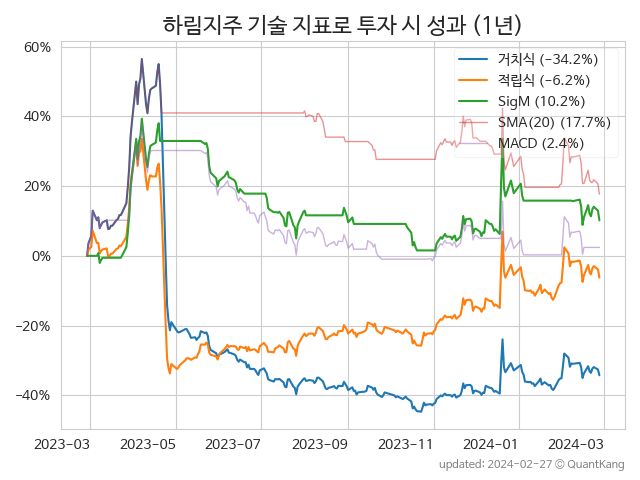 하림지주 기술 지표로 투자 시 성과 (1년)
60%
40%
20%
0%
−20%
−40%
거치식 (−34.2%)
적립식 (−6.2%)
SigM (10.2%)
SMA(20) (17.7%)
MACD (2.4%)
2023−03 2023−05 2023−07 2023−09 2023−11 2024−01 2024−03
updated: 2024−02−27 ⓒ QuantKang